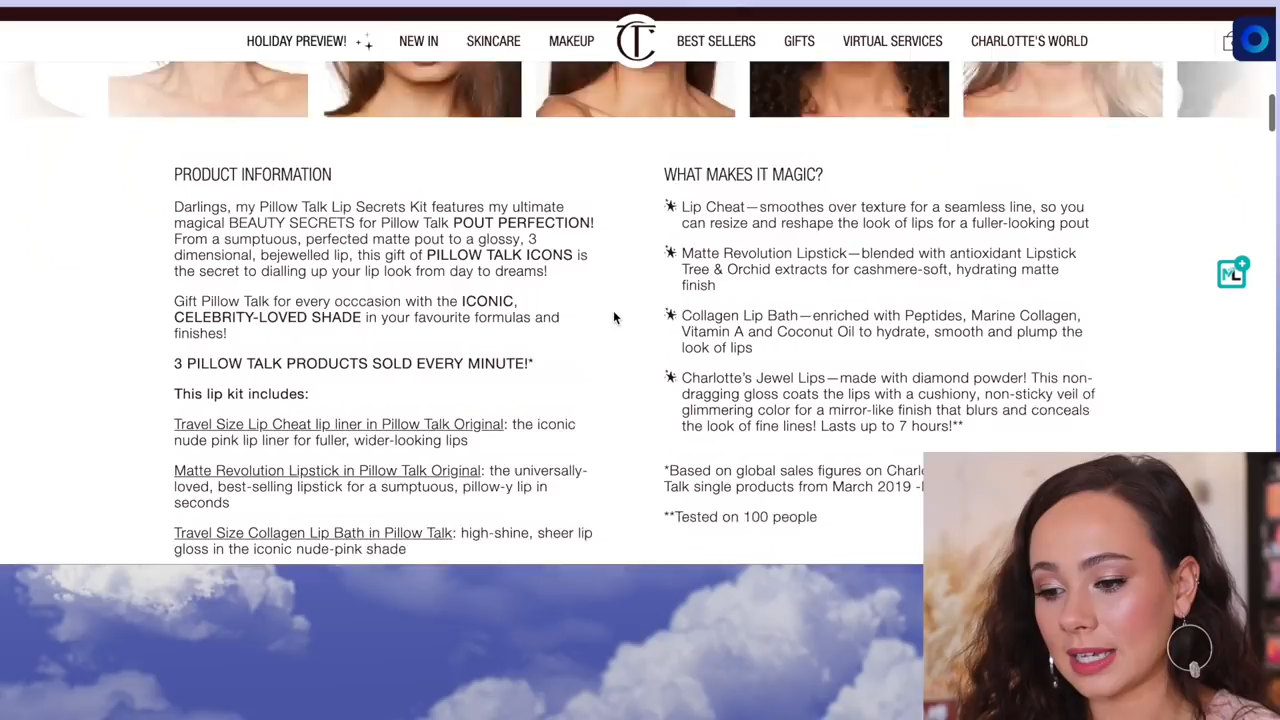 HOLIDAY PREVIEW! NEW IN SKINCARE MAKEUP CT BEST SELLERS GIFTS VIRTUAL SERVICES CHARLOTTE'S WORLD
PRODUCT INFORMATION
Darlings, my Pillow Talk Lip Secrets Kit features my ultimate
magical BEAUTY SECRETS for Pillow Talk POUT PERFECTION!
From a sumptuous, perfected matte pout to a glossy, 3
dimensional, bejewelled lip, this gift of PILLOW TALK ICONS is
the secret to dialling up your lip look from day to dreams!
Gift Pillow Talk for every occcasion with the ICONIC,
CELEBRITY-LOVED SHADE in your favourite formulas and
finishes!
3 PILLOW TALK PRODUCTS SOLD EVERY MINUTE!*
This lip kit includes:
Travel Size Lip Cheat lip liner in Pillow Talk Original: the iconic
nude pink lip liner for fuller, wider-looking lips
Matte Revolution Lipstick in Pillow Talk Original: the universally-
loved, best-selling lipstick for a sumptuous, pillow-y lip in
seconds
Travel Size Collagen Lip Bath in Pillow Talk: high-shine, sheer lip
gloss in the iconic nude-pink shade
WHAT MAKES IT MAGIC?
Lip Cheat—smoothes over texture for a seamless line, so you
can resize and reshape the look of lips for a fuller-looking pout
Matte Revolution Lipstick—blended with antioxidant Lipstick
Tree & Orchid extracts for cashmere-soft, hydrating matte
finish
Collagen Lip Bath—enriched with Peptides, Marine Collagen,
Vitamin A and Coconut Oil to hydrate, smooth and plump the
look of lips
Charlotte's Jewel Lips—made with diamond powder! This non-
dragging gloss coats the lips with a cushiony, non-sticky veil of
glimmering color for a mirror-like finish that blurs and conceals
the look of fine lines! Lasts up to 7 hours!**
*Based on global sales figures on Charlo
Talk single products from March 2019 -
**Tested on 100 people
ML